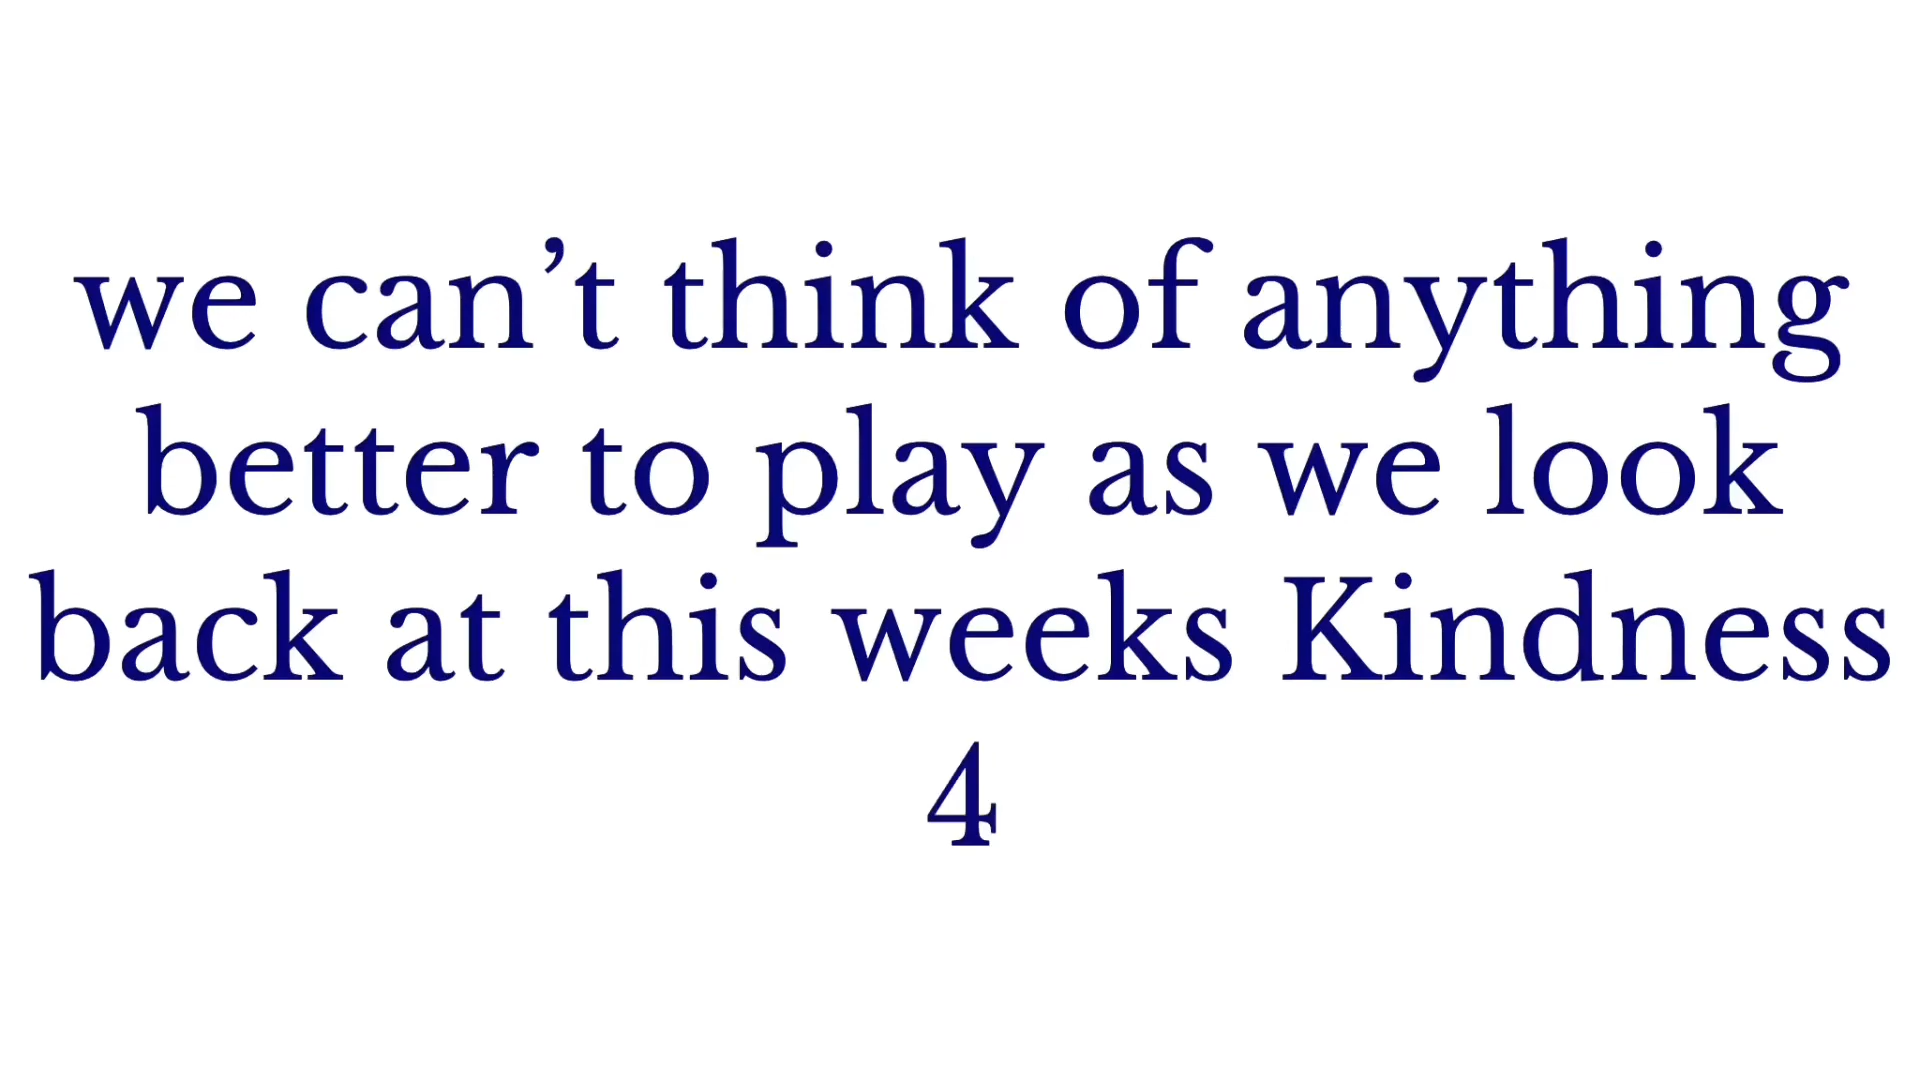 we can’t think of anything
better to play as we look
back at this weeks Kindness
4